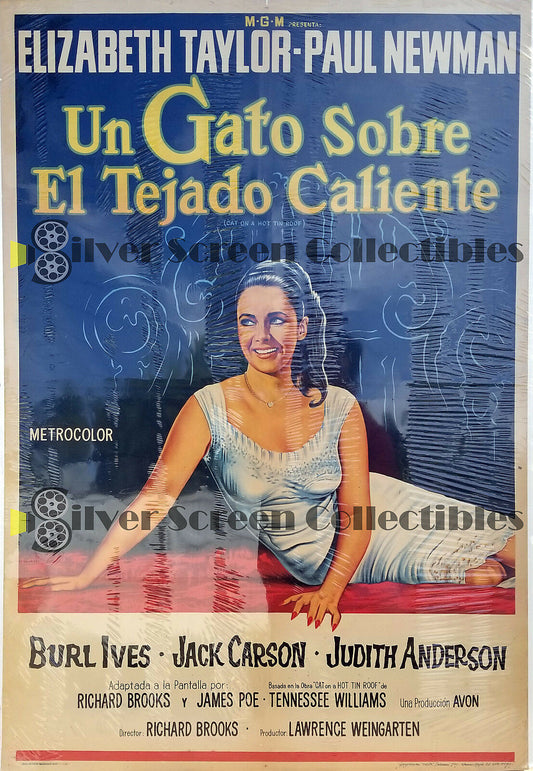 M-G-M PRESENTA:
ELIZABETH TAYLOR-PAUL NEWMAN
Un Gato Sobre
El Tejado Caliente
(CAT ON A HOT TIN ROOF)
Silver Screen Collectibles
METROCOLOR
Silver Screen Collectibles
BURL IVES · JACK CARSON · JUDITH ANDERSON
Adaptada a la Pantalla por:
RICHARD BROOKS Y JAMES POE ·
Basada en la Obra "CAT on a HOT TIN ROOF" de
TENNESSEE WILLIAMS
Una Producción AVON
Director: RICHARD BROOKS · Productor: LAWRENCE WEINGARTEN